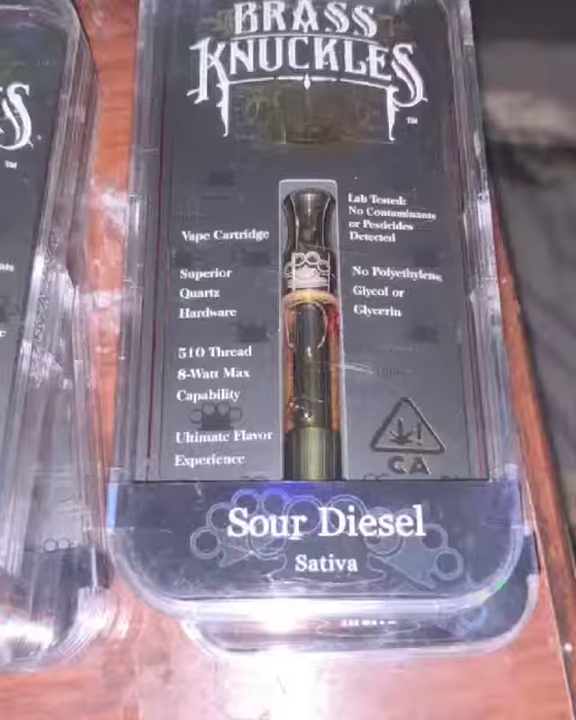 BRASS
KNUCKLES
TM
Vape Cartridge
Superior
Quartz
Hardware
510 Thread
8-Watt Max
Capability
Ultimate Flavor
Experience
Lab Tested:
No Contaminants
or Pesticides
Detected
No Polyethylene
Glycol or
Glycerin
CA
Sour Diesel
Sativa
S
TM